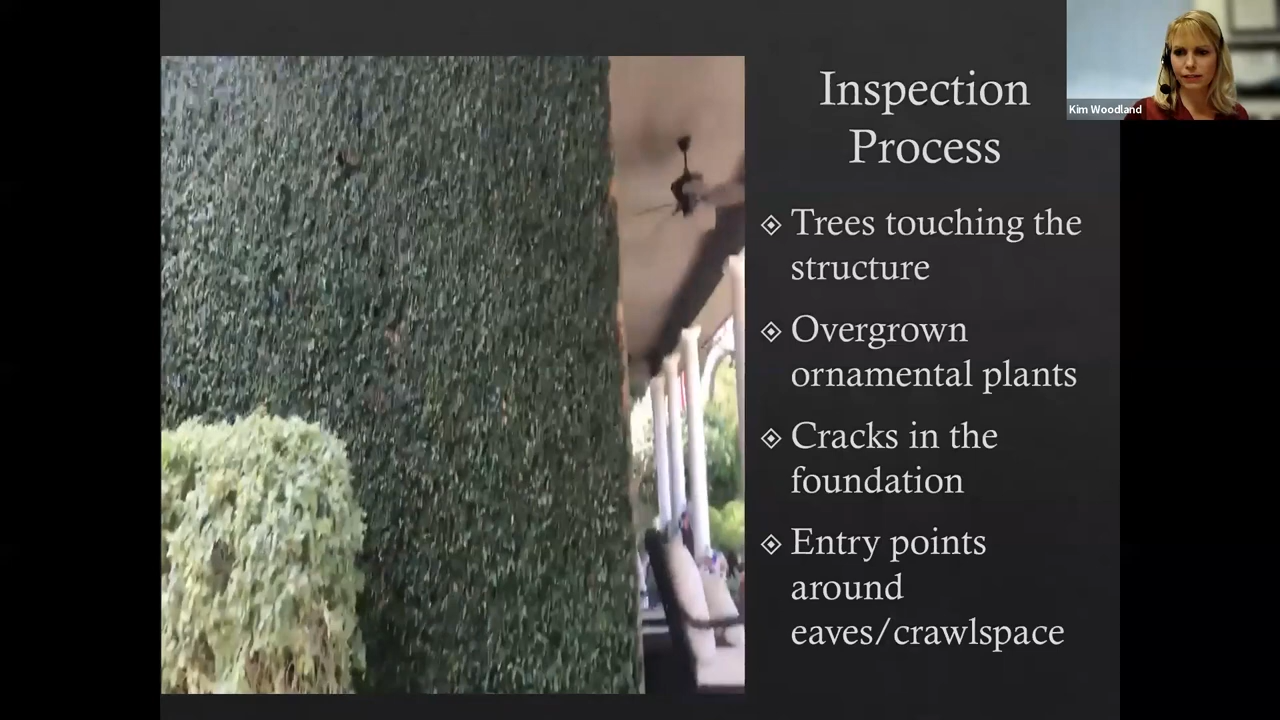 Inspection
Process
Kim Woodland
Trees touching the
structure
Overgrown
ornamental plants
Cracks in the
foundation
Entry points
around
eaves/crawlspace